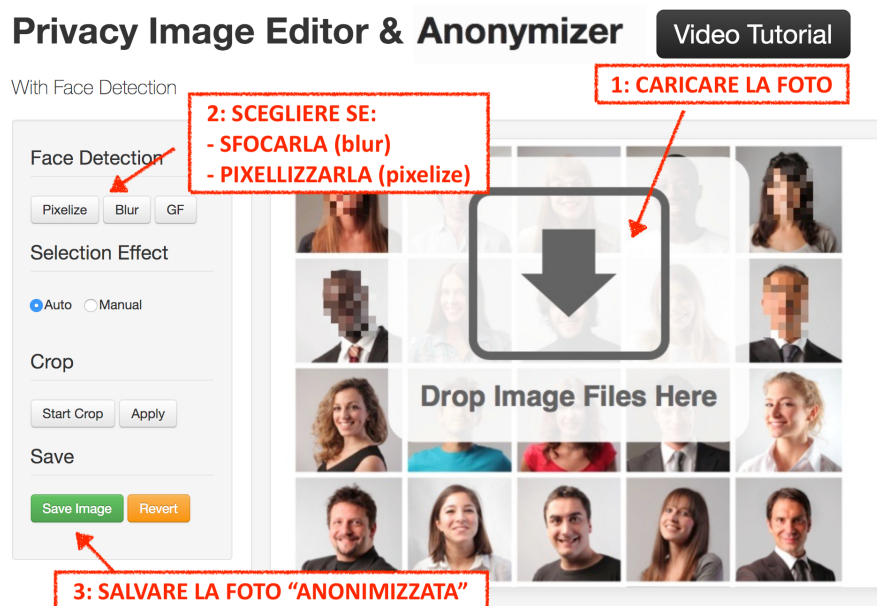 Privacy Image Editor & Anonymizer
Video Tutorial
With Face Detection
1: CARICARE LA FOTO
2: SCEGLIERE SE:
- SFOCARLA (blur)
- PIXELLIZZARLA (pixelize)
Face Detection
Pixelize Blur GF
Selection Effect
Auto Manual
Crop
Start Crop Apply
Save
Save Image Revert
Drop Image Files Here
3: SALVARE LA FOTO “ANONIMIZZATA”